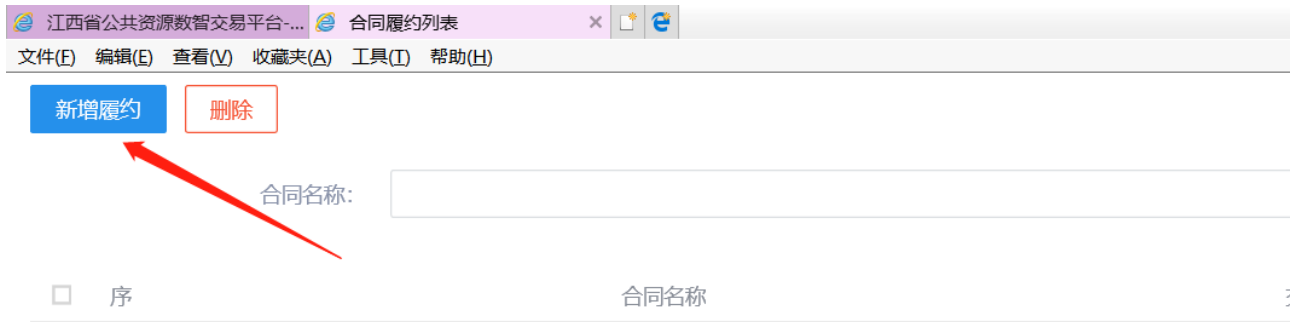 江西省公共资源数智交易平台-... 合同履约列表
文件(F) 编辑(E) 查看(V) 收藏夹(A) 工具(T) 帮助(H)
新增履约 删除
合同名称:
序 合同名称